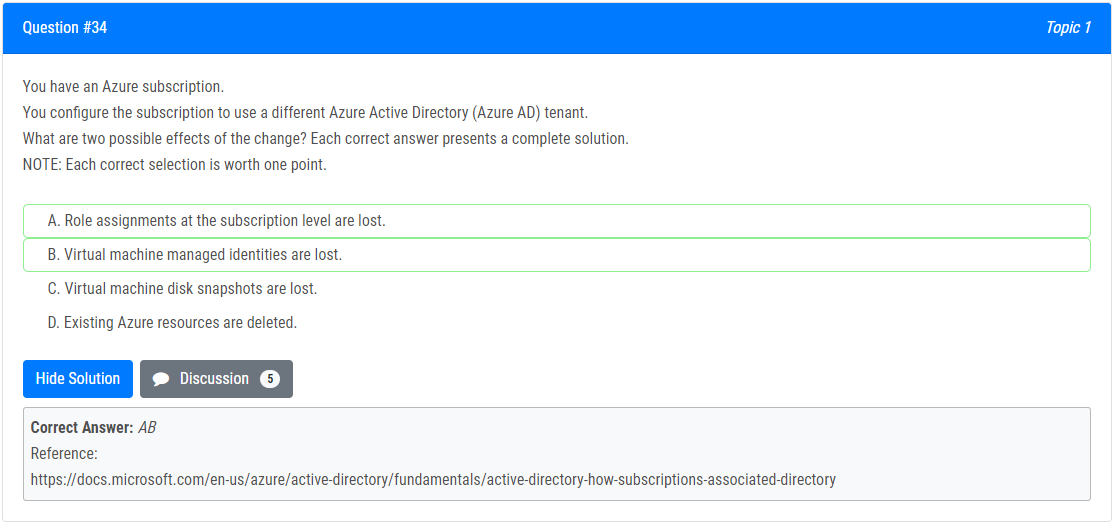 Question #34
Topic 1
You have an Azure subscription.
You configure the subscription to use a different Azure Active Directory (Azure AD) tenant.
What are two possible effects of the change? Each correct answer presents a complete solution.
NOTE: Each correct selection is worth one point.
A. Role assignments at the subscription level are lost.
B. Virtual machine managed identities are lost.
C. Virtual machine disk snapshots are lost.
D. Existing Azure resources are deleted.
Hide Solution
Discussion 5
Correct Answer: AB
Reference:
https://docs.microsoft.com/en-us/azure/active-directory/fundamentals/active-directory-how-subscriptions-associated-directory